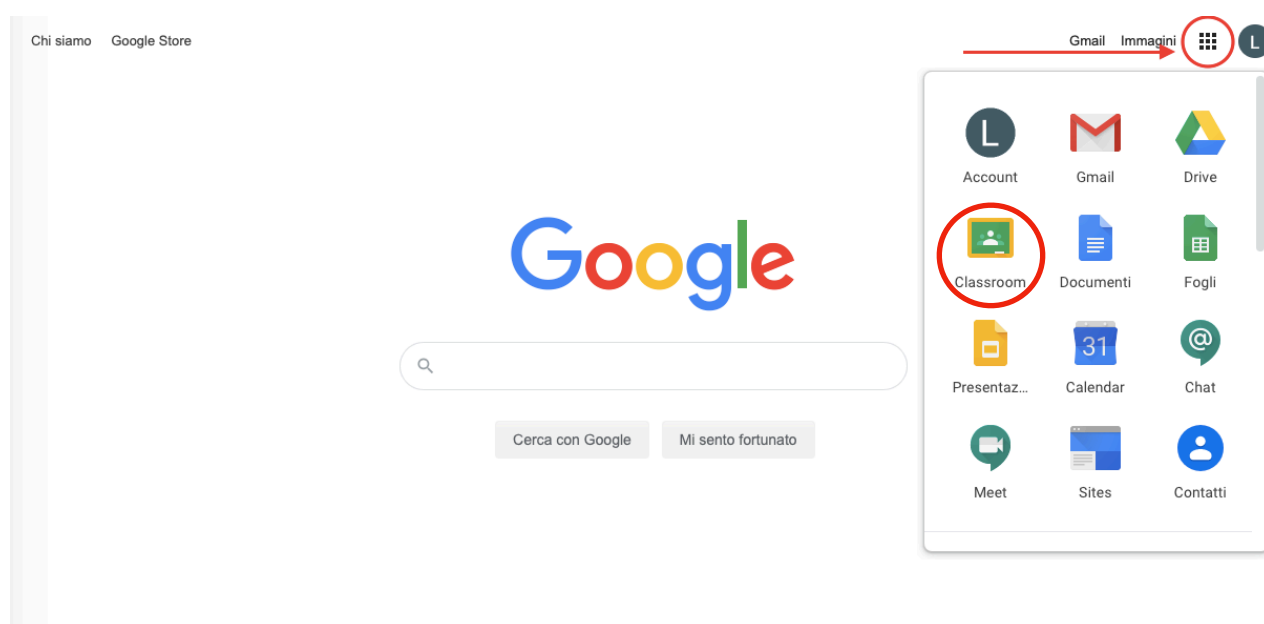 Chi siamo Google Store
Gmail Immagini L
L
Account Gmail Drive
Google
Classroom Documenti Fogli
31 @
Presentaz... Calendar Chat
Cerca con Google Mi sento fortunato
Meet Sites Contatti